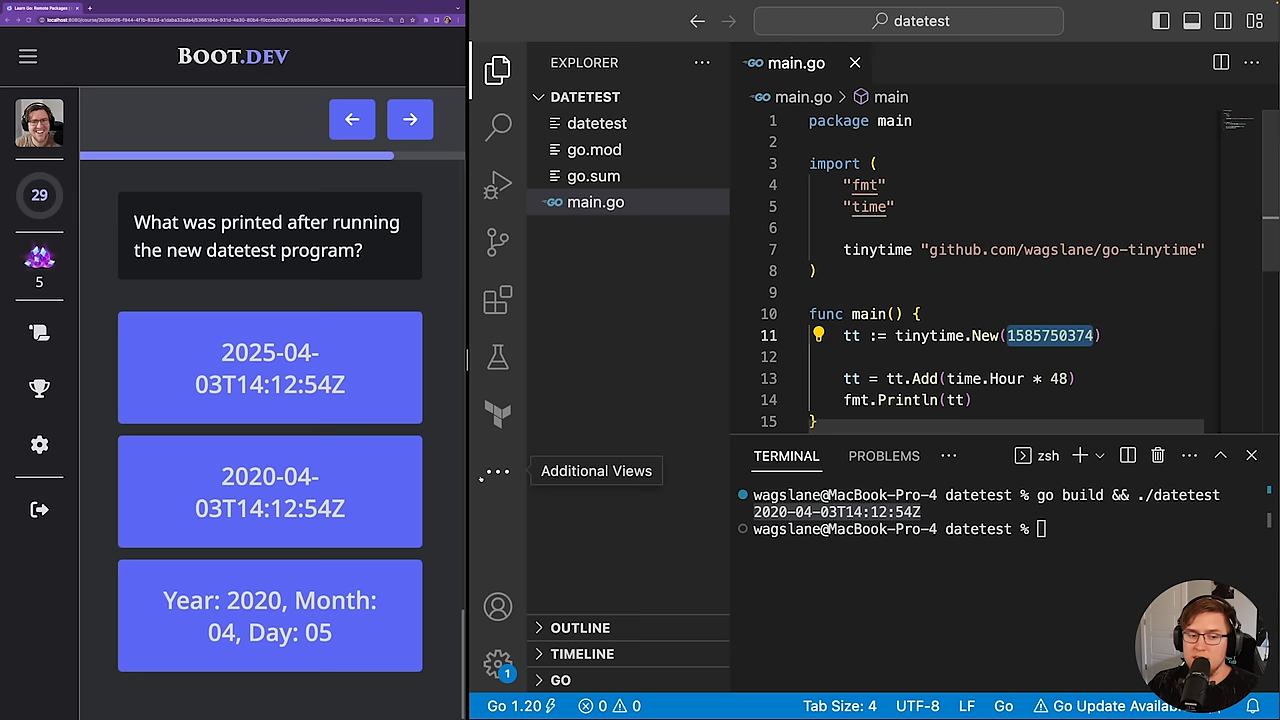 Learn Go: Remote Packages |
BOOT.DEV
29
5
What was printed after running
the new datetest program?
2025-04-
03T14:12:54Z
2020-04-
03T14:12:54Z
Year: 2020, Month:
04, Day: 05
datetest
EXPLORER
DATETEST
datetest
go.mod
go.sum
main.go
Additional Views
OUTLINE
TIMELINE
GO
main.go
main.go > main
1 package main
2
3 import (
4 "fmt"
5 "time"
6
7 tinytime "github.com/wagslane/go-tinytime"
8 )
9
10 func main() {
11 tt := tinytime.New(1585750374)
12
13 tt = tt.Add(time.Hour * 48)
14 fmt.Println(tt)
15 }
TERMINAL PROBLEMS zsh
wagslane@MacBook-Pro-4 datetest % go build && ./datetest
2020-04-03T14:12:54Z
wagslane@MacBook-Pro-4 datetest %
1
Go 1.20 0 0 Tab Size: 4 UTF-8 LF Go Go Update Availab